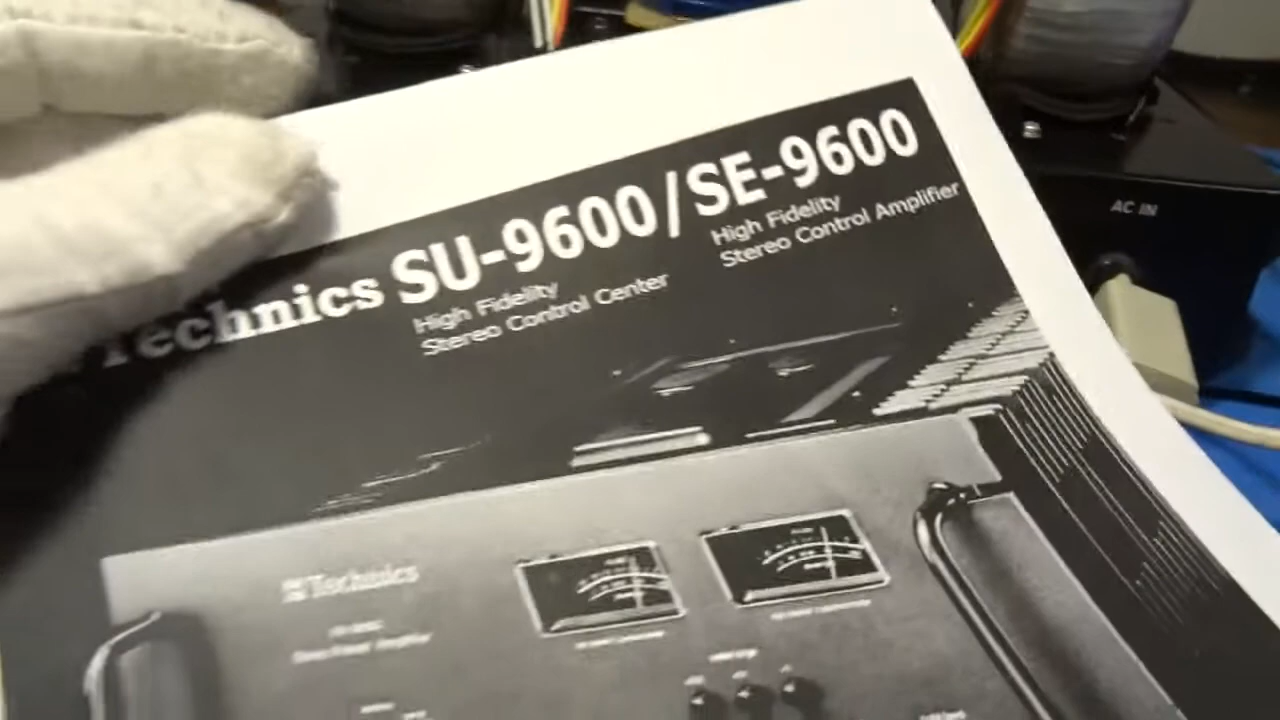 Technics SU-9600/SE-9600
High Fidelity
Stereo Control Center
High Fidelity
Stereo Control Amplifier
AC IN
Technics